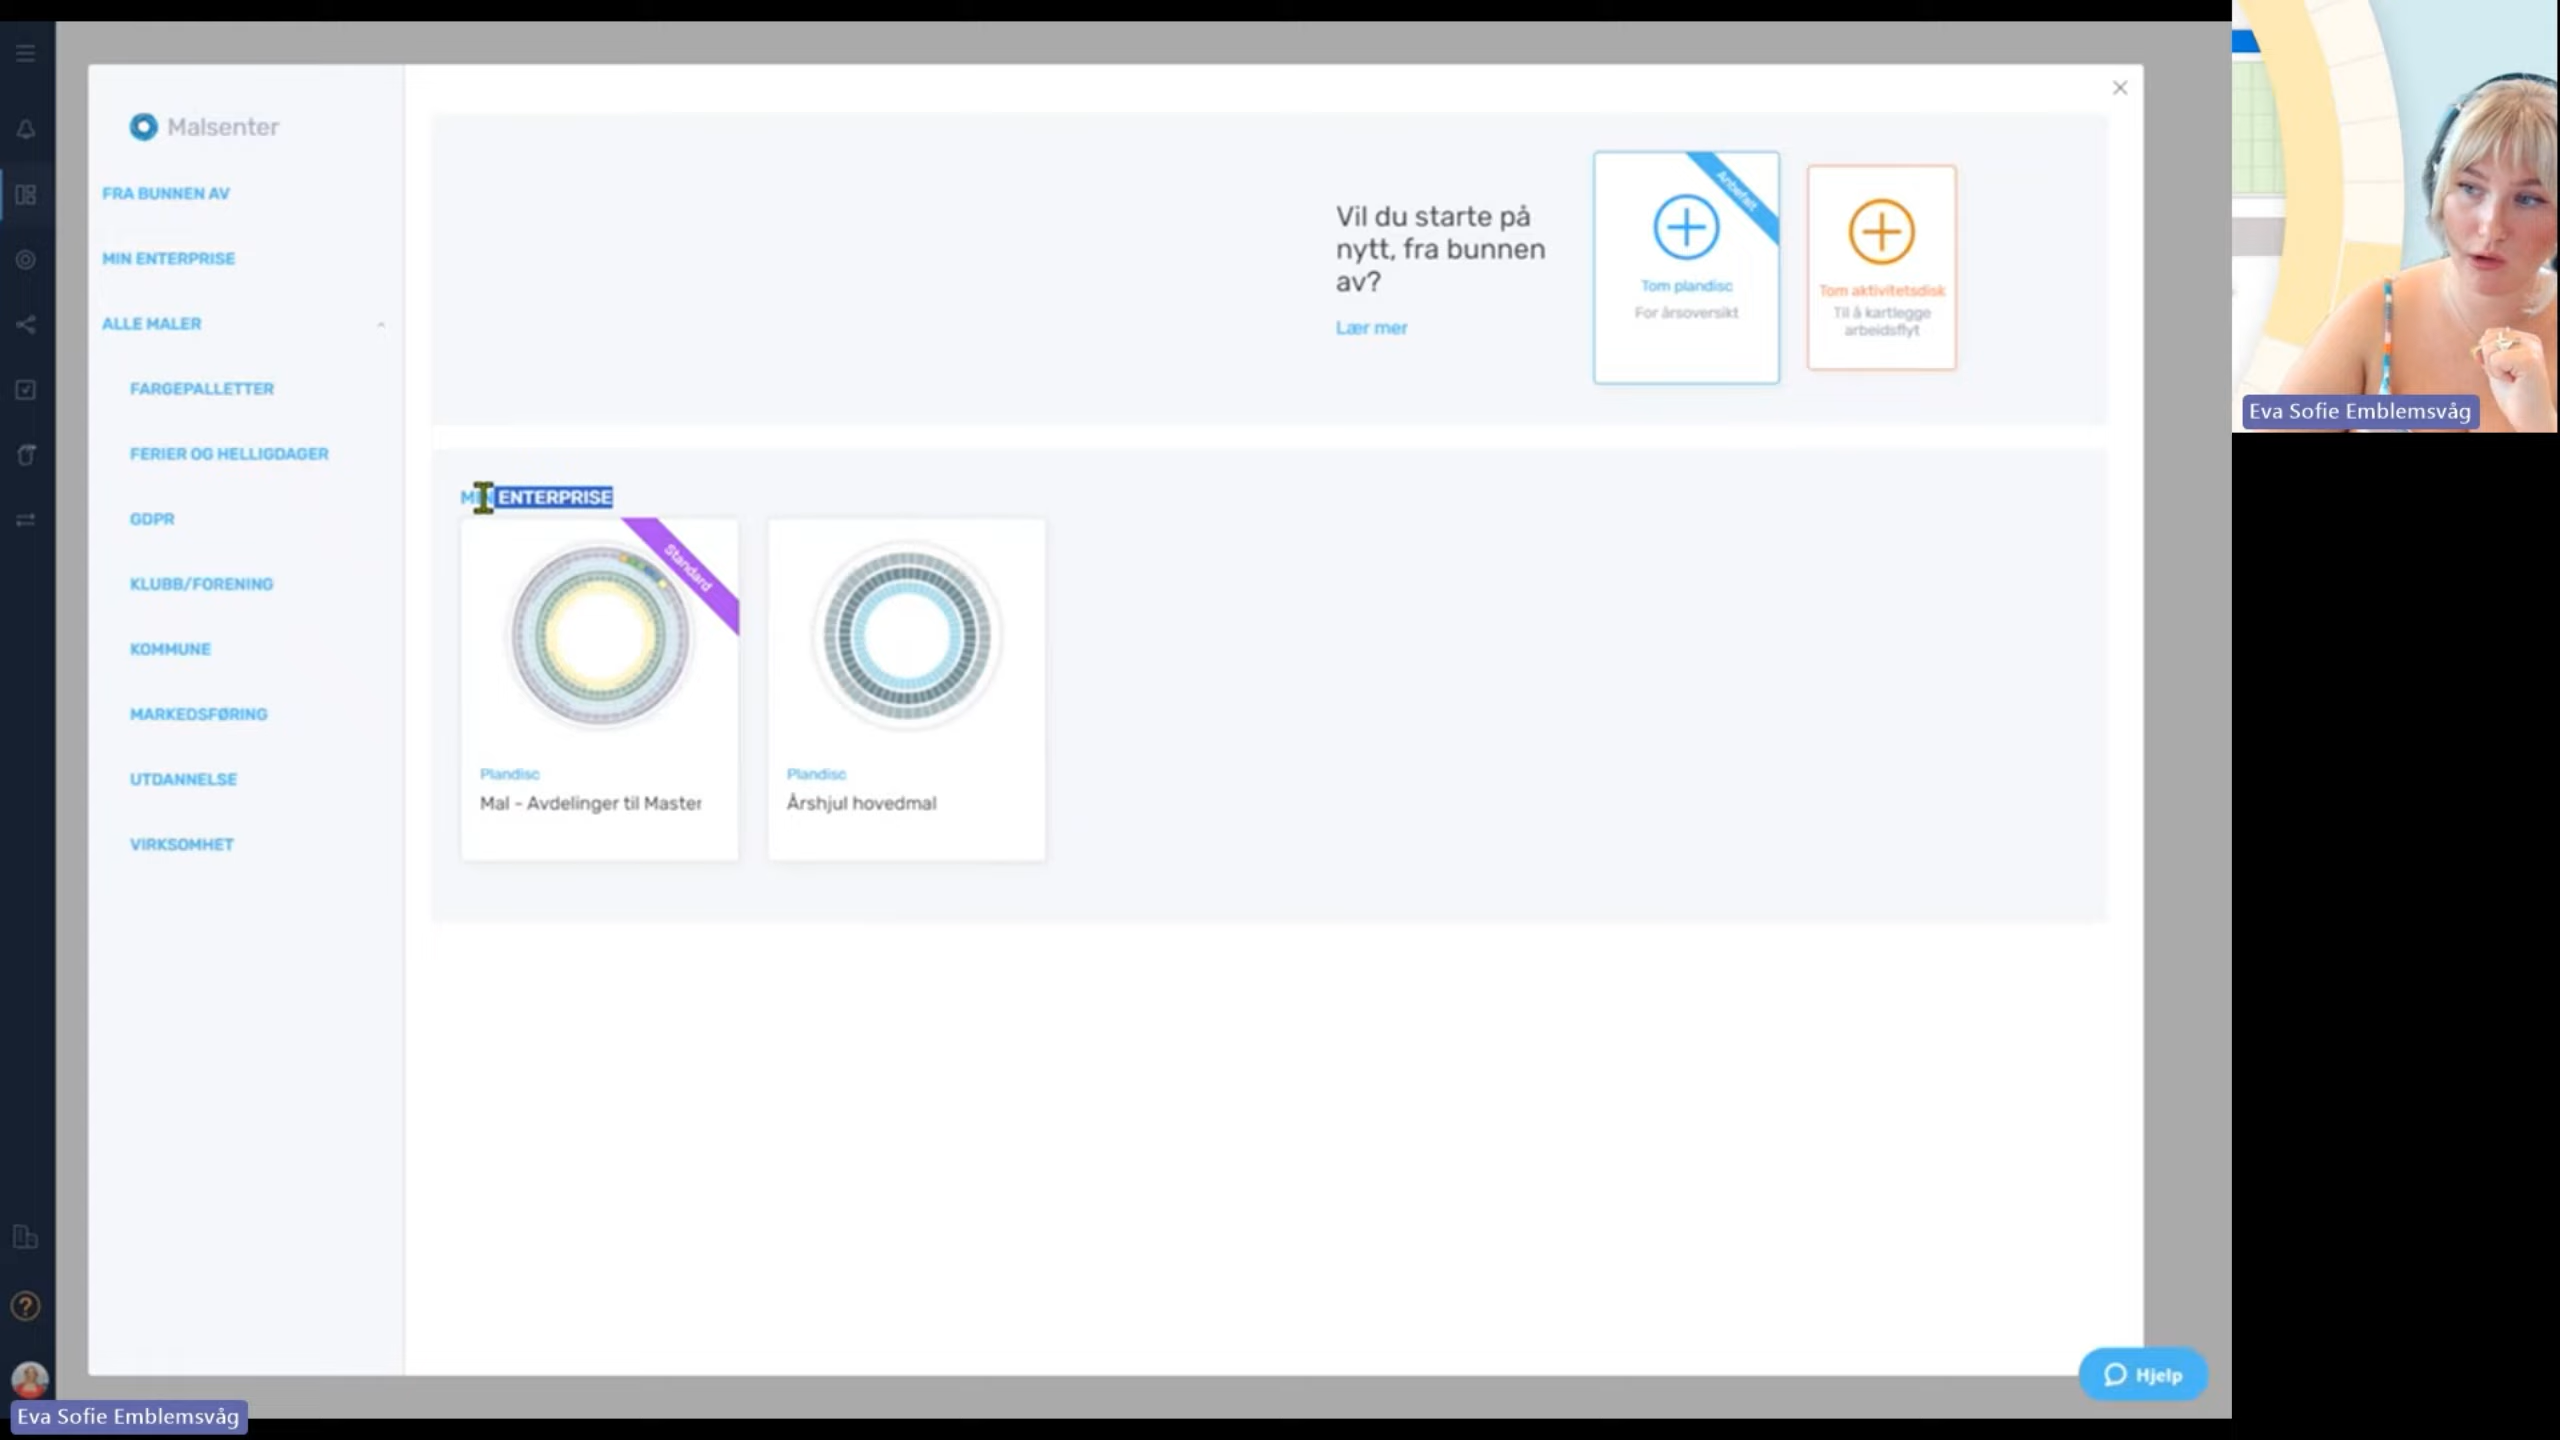 Malsenter
FRA BUNNEN AV
MIN ENTERPRISE
ALLE MALER
FARGEPALLETTER
FERIER OG HELLIGDAGER
GDPR
KLUBB/FORENING
KOMMUNE
MARKEDSFØRING
UTDANNELSE
VIRKSOMHET
Vil du starte på
nytt, fra bunnen
av?
Lær mer
Anbefalt
Tom plandisc
For årsoversikt
Tom aktivitetsdisk
Til å kartlegge
arbeidsflyt
MIN ENTERPRISE
Standard
Plandisc
Mal - Avdelinger til Master
Plandisc
Årshjul hovedmal
Hjelp
Eva Sofie Emblemsvåg
Eva Sofie Emblemsvåg